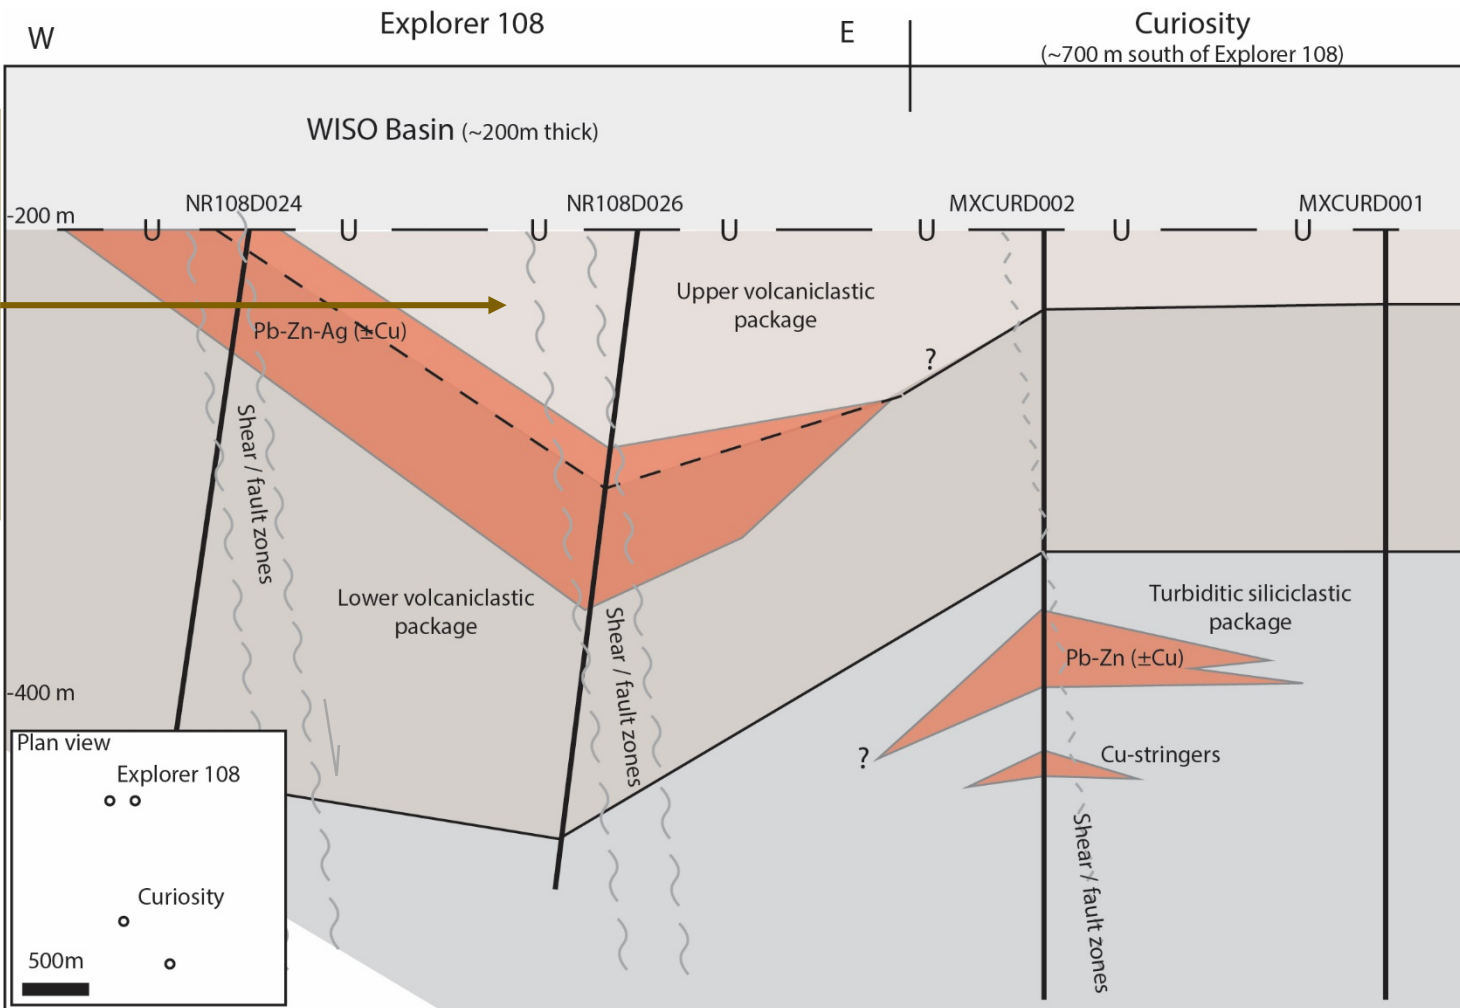 W
Explorer 108
E
Curiosity
(~700 m south of Explorer 108)
WISO Basin (~200m thick)
-200 m
NR108D024
NR108D026
MXCURD002
MXCURD001
U
U
U
U
U
U
U
Upper volcaniclastic
package
Pb-Zn-Ag (±Cu)
?
Shear / fault zones
Lower volcaniclastic
package
Shear / fault zones
Turbiditic siliciclastic
package
Pb-Zn (±Cu)
-400 m
?
Cu-stringers
Shear / fault zones
Plan view
Explorer 108
Curiosity
500m